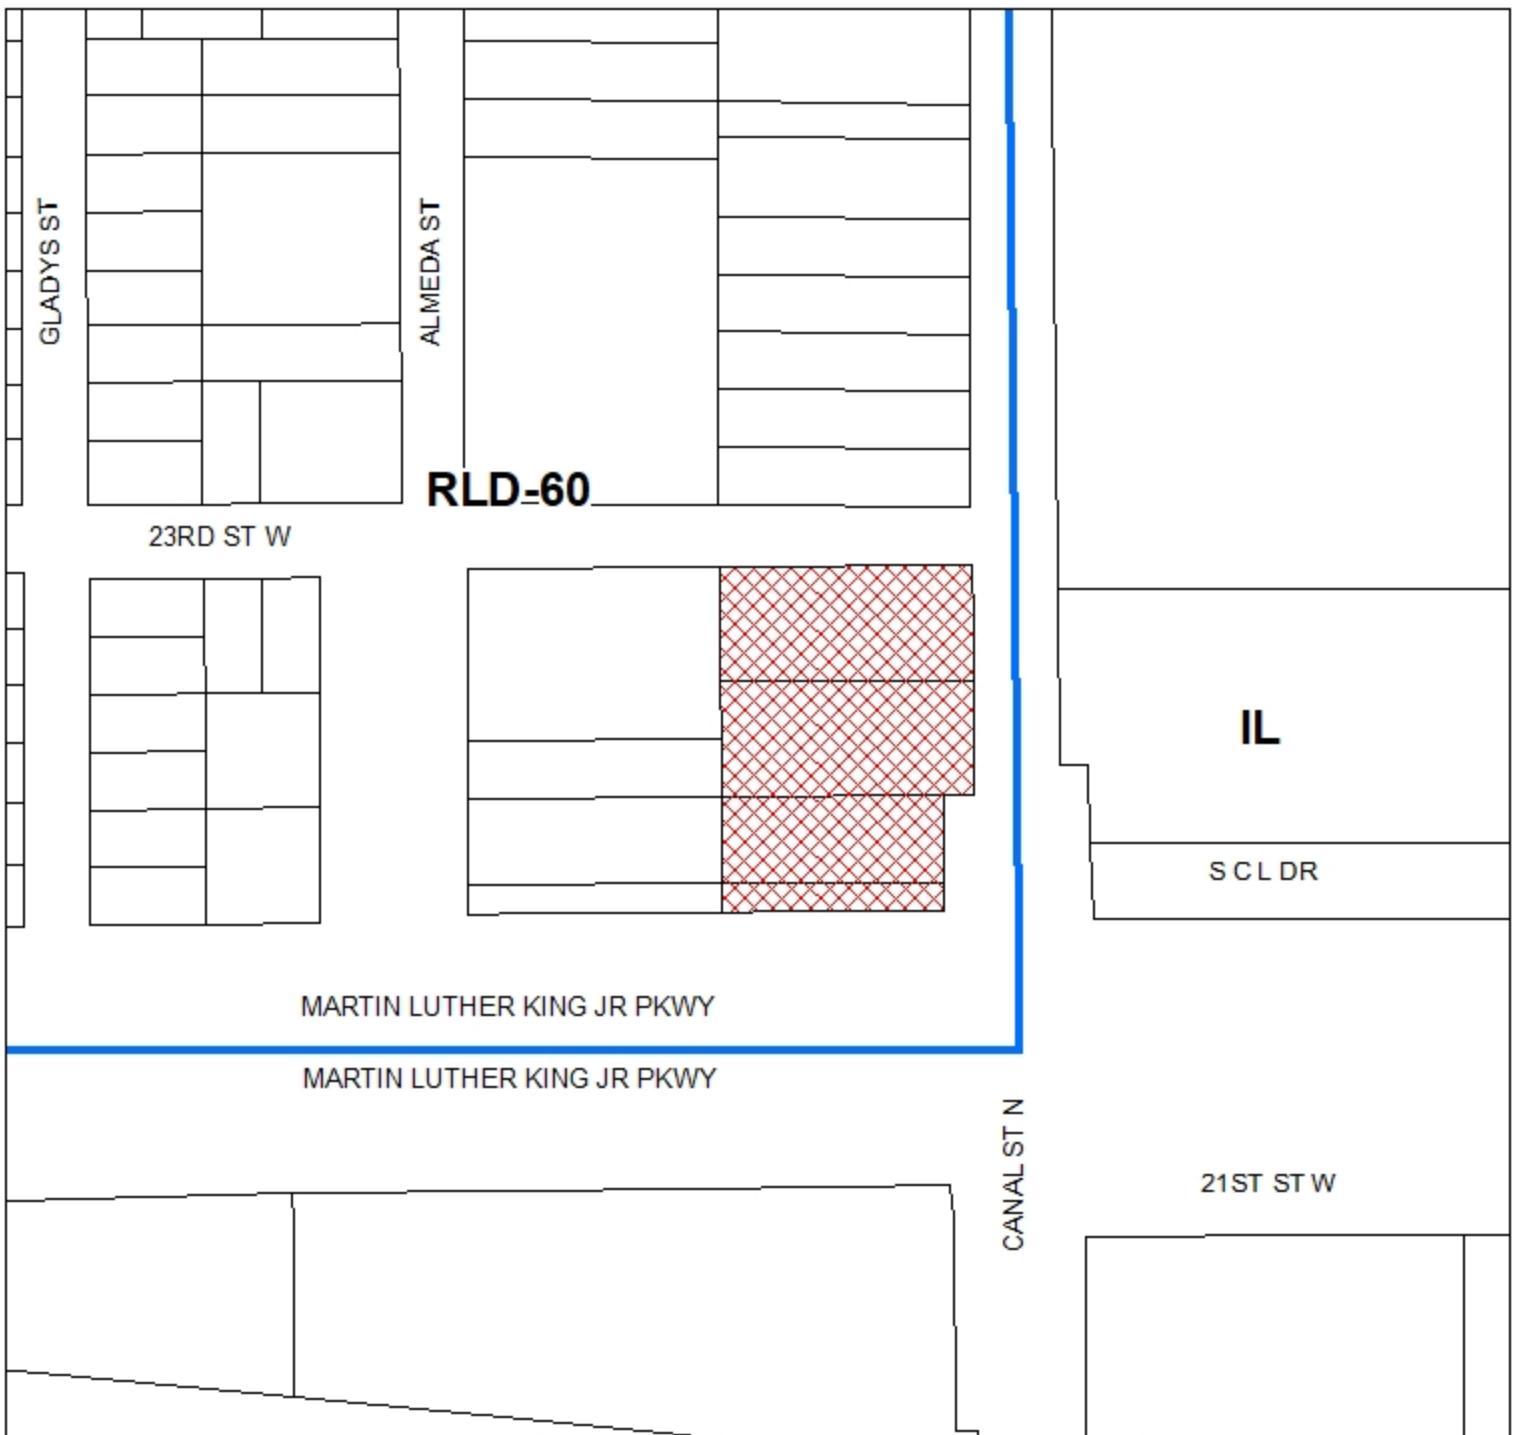 GLADYS ST
ALMEDA ST
RLD-60
23RD ST W
IL
S C L DR
MARTIN LUTHER KING JR PKWY
MARTIN LUTHER KING JR PKWY
CANAL ST N
21ST ST W